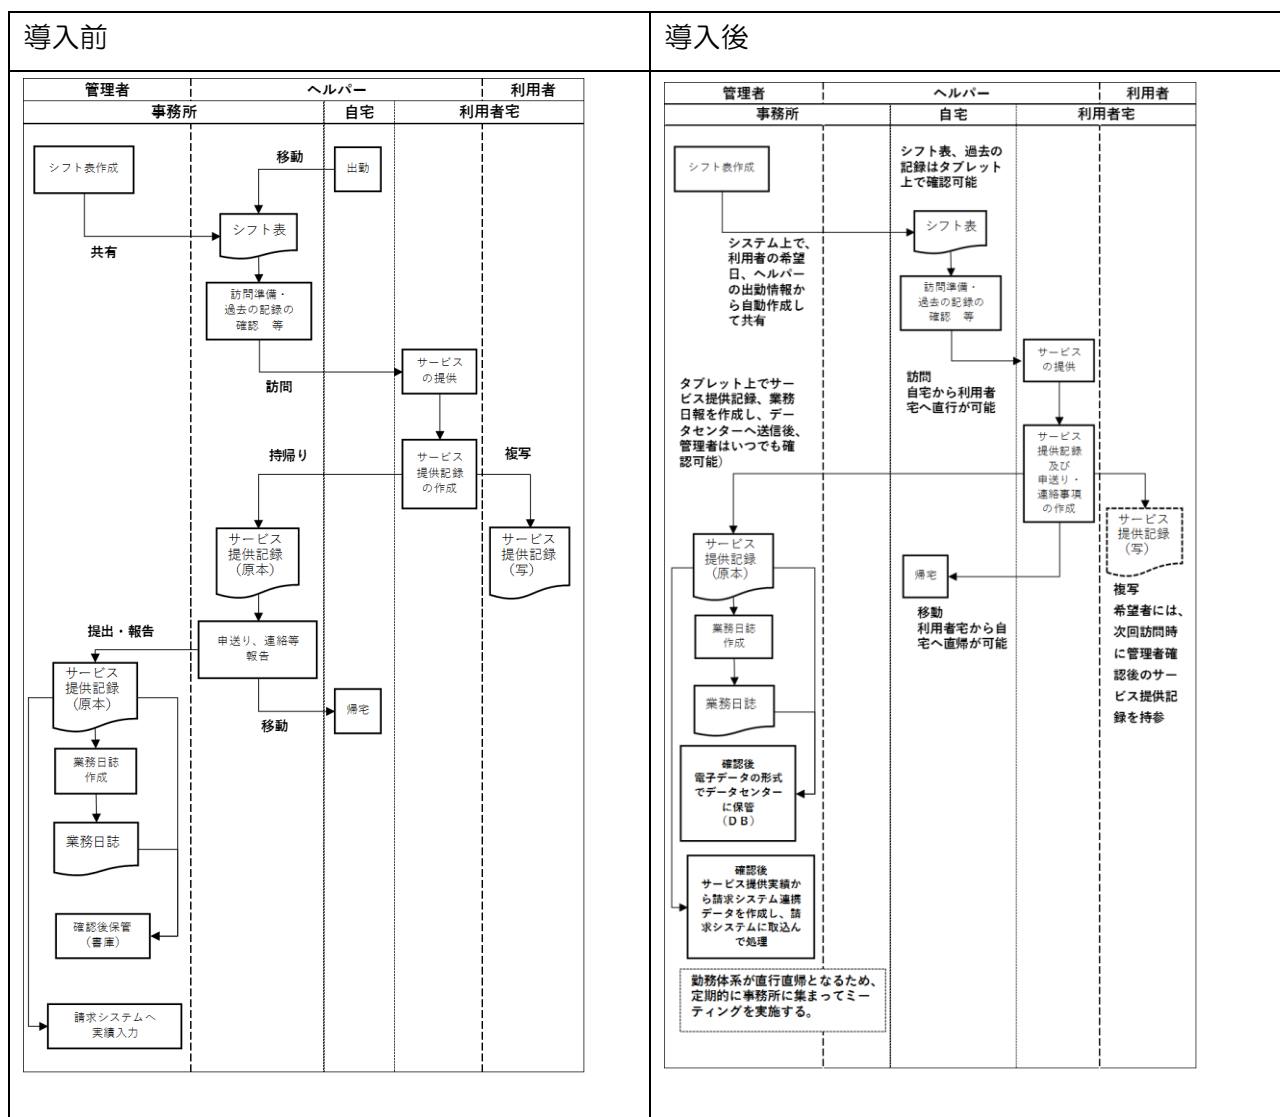 導入前
管理者
ヘルパー
利用者
事務所
自宅
利用者宅
シフト表作成
移動
出勤
シフト表
共有
訪問準備・
過去の記録の
確認　等
訪問
サービス
の提供
サービス
提供記録
の作成
持帰り
複写
サービス
提供記録
（原本）
サービス
提供記録
（写）
申送り、連絡等
報告
提出・報告
サービス
提供記録
（原本）
移動
帰宅
業務日誌
作成
業務日誌
確認後保管
（書庫）
請求システムへ
実績入力
導入後
管理者
ヘルパー
利用者
事務所
自宅
利用者宅
シフト表作成
シフト表、過去の
記録はタブレット
上で確認可能
シフト表
システム上で、
利用者の希望
日、ヘルパー
の出勤情報か
ら自動作成し
て共有
訪問準備・
過去の記録の
確認　等
サービス
の提供
訪問
自宅から利用者
宅へ直行が可能
タブレット上でサー
ビス提供記録、業務
日報を作成し、デー
タセンターへ送信後、
管理者はいつでも確
認可能）
サービス
提供記録
及び
申送り・
連絡事項
の作成
サービス
提供記録
（写）
サービス
提供記録
（原本）
帰宅
移動
利用者宅から自
宅へ直帰が可能
複写
希望者には、
次回訪問時
に管理者確
認後のサー
ビス提供記
録を持参
業務日誌
作成
業務日誌
確認後
電子データの形式
でデータセンター
に保管
（ＤＢ）
確認後
サービス提供実績か
ら請求システム連携
データを作成し、請
求システムに取込ん
で処理
勤務体系が直行直帰となるため、
定期的に事務所に集まってミー
ティングを実施する。